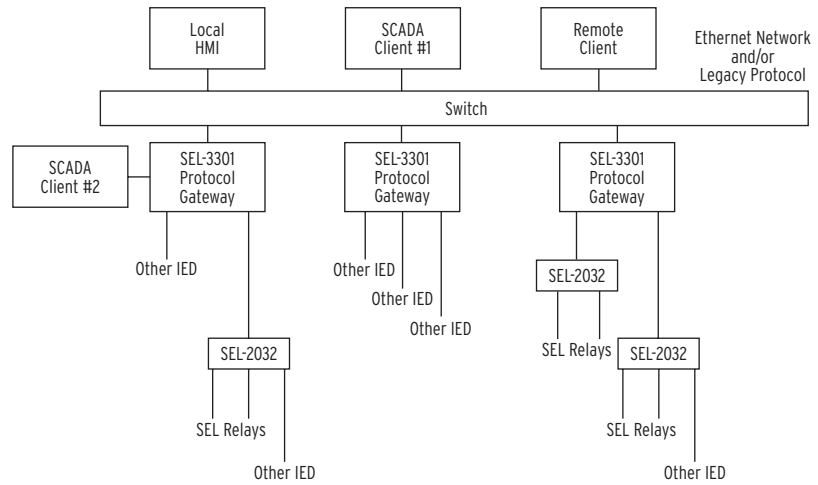 Local
HMI
SCADA
Client #1
Remote
Client
Ethernet Network
and/or
Legacy Protocol
Switch
SCADA
Client #2
SEL-3301
Protocol
Gateway
SEL-3301
Protocol
Gateway
SEL-3301
Protocol
Gateway
Other IED
Other IED
Other IED
Other IED
SEL-2032
SEL Relays
SEL-2032
SEL-2032
SEL Relays
SEL Relays
Other IED
Other IED